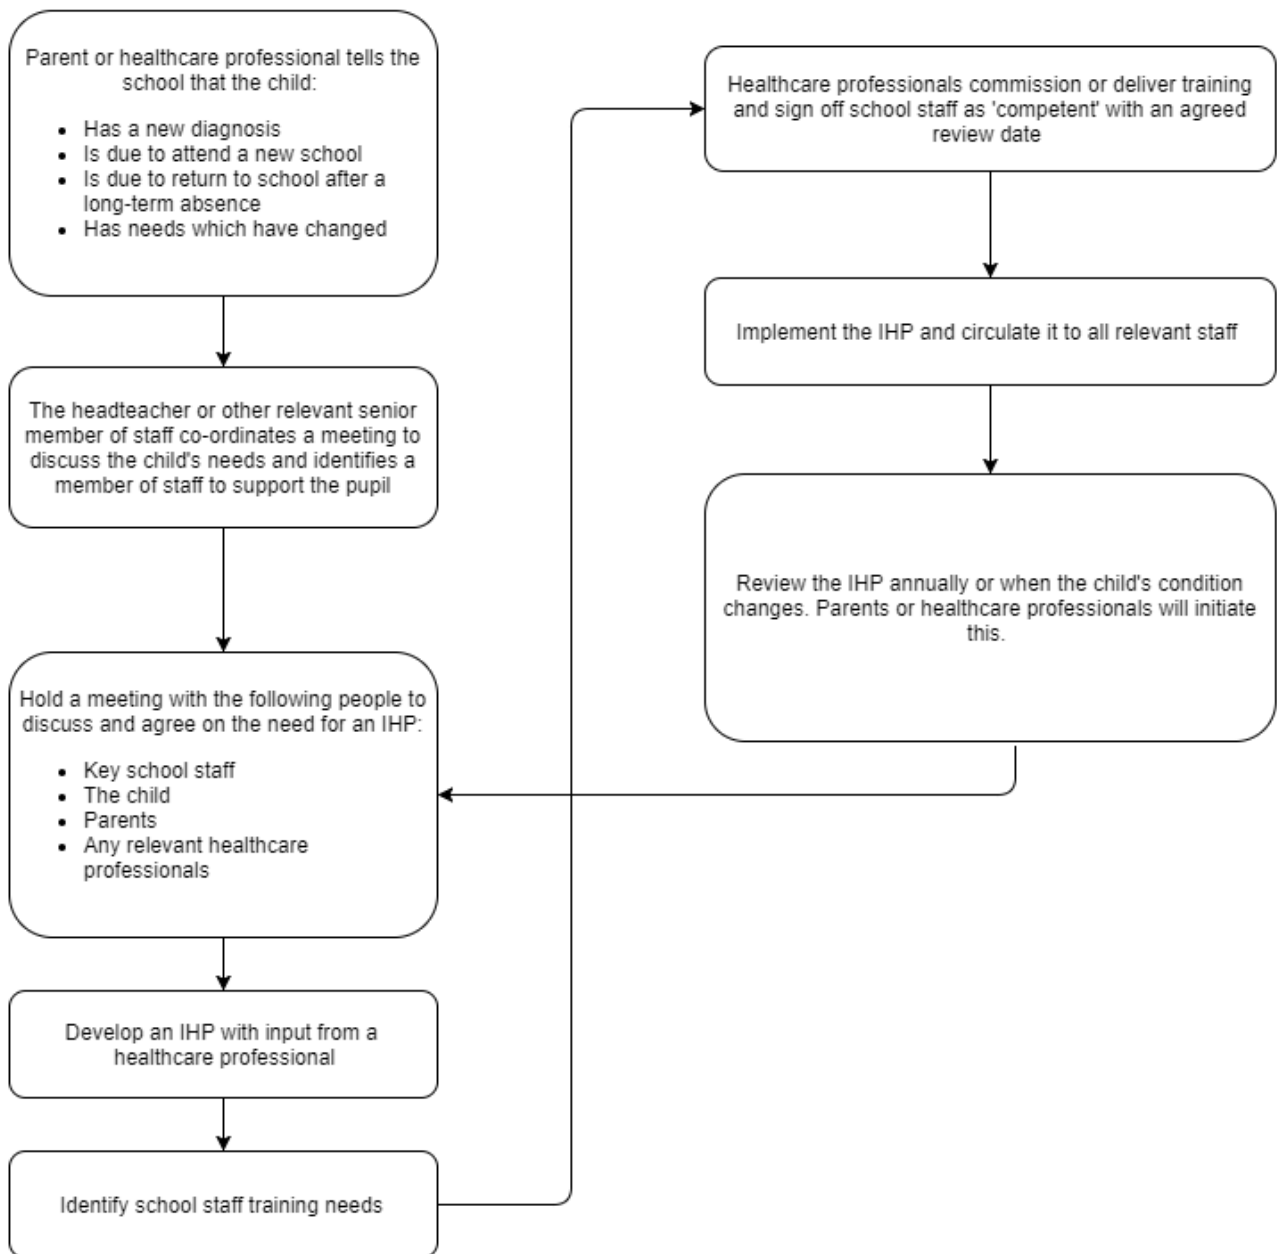 Parent or healthcare professional tells the
school that the child:
• Has a new diagnosis
• Is due to attend a new school
• Is due to return to school after a
long-term absence
• Has needs which have changed
The headteacher or other relevant senior
member of staff co-ordinates a meeting to
discuss the child's needs and identifies a
member of staff to support the pupil
Hold a meeting with the following people to
discuss and agree on the need for an IHP:
• Key school staff
• The child
• Parents
• Any relevant healthcare
professionals
Develop an IHP with input from a
healthcare professional
Identify school staff training needs
Healthcare professionals commission or deliver training
and sign off school staff as 'competent' with an agreed
review date
Implement the IHP and circulate it to all relevant staff
Review the IHP annually or when the child's condition
changes. Parents or healthcare professionals will initiate
this.